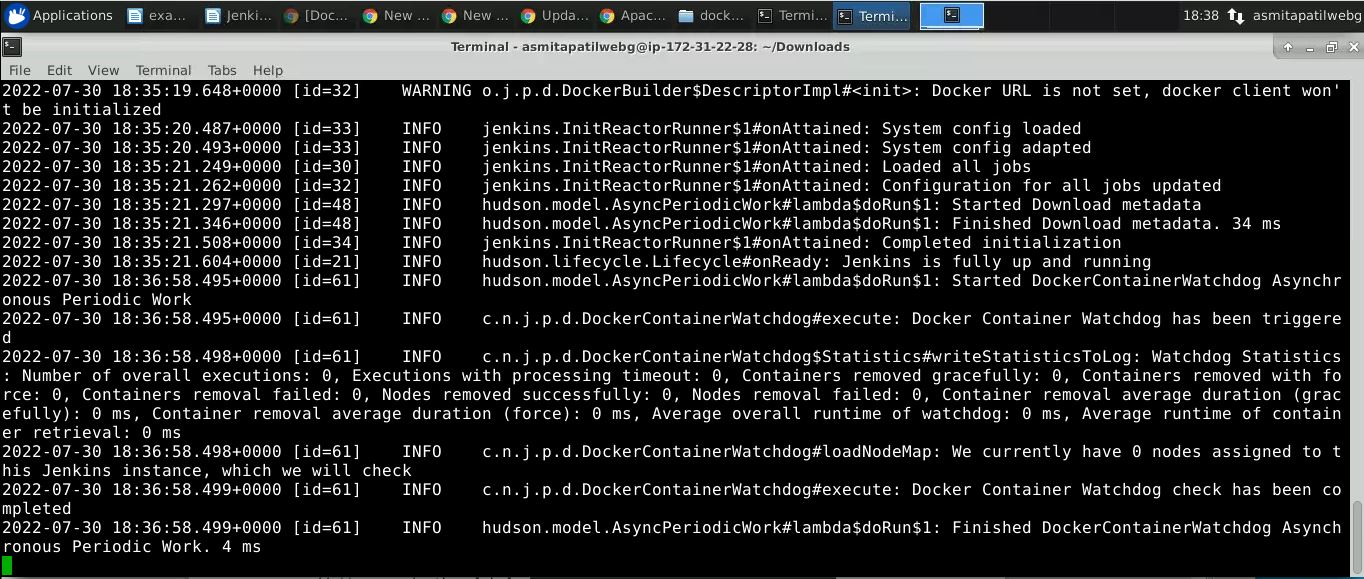 Applications exa... Jenki... [Doc... New ... New ... Upda... Apac... dock... Termi... Termi... 18:38 asmitapatilwebg
Terminal - asmitapatilwebg@ip-172-31-22-28: ~/Downloads
File Edit View Terminal Tabs Help
2022-07-30 18:35:19.648+0000 [id=32] WARNING o.j.p.d.DockerBuilder$DescriptorImpl#<init>: Docker URL is not set, docker client won'
t be initialized
2022-07-30 18:35:20.487+0000 [id=33] INFO jenkins.InitReactorRunner$1#onAttained: System config loaded
2022-07-30 18:35:20.493+0000 [id=33] INFO jenkins.InitReactorRunner$1#onAttained: System config adapted
2022-07-30 18:35:21.249+0000 [id=30] INFO jenkins.InitReactorRunner$1#onAttained: Loaded all jobs
2022-07-30 18:35:21.262+0000 [id=32] INFO jenkins.InitReactorRunner$1#onAttained: Configuration for all jobs updated
2022-07-30 18:35:21.297+0000 [id=48] INFO hudson.model.AsyncPeriodicWork#lambda$doRun$1: Started Download metadata
2022-07-30 18:35:21.346+0000 [id=48] INFO hudson.model.AsyncPeriodicWork#lambda$doRun$1: Finished Download metadata. 34 ms
2022-07-30 18:35:21.508+0000 [id=34] INFO jenkins.InitReactorRunner$1#onAttained: Completed initialization
2022-07-30 18:35:21.604+0000 [id=21] INFO hudson.lifecycle.Lifecycle#onReady: Jenkins is fully up and running
2022-07-30 18:36:58.495+0000 [id=61] INFO hudson.model.AsyncPeriodicWork#lambda$doRun$1: Started DockerContainerWatchdog Asynchr
onous Periodic Work
2022-07-30 18:36:58.495+0000 [id=61] INFO c.n.j.p.d.DockerContainerWatchdog#execute: Docker Container Watchdog has been triggere
d
2022-07-30 18:36:58.498+0000 [id=61] INFO c.n.j.p.d.DockerContainerWatchdog$Statistics#writeStatisticsToLog: Watchdog Statistics
: Number of overall executions: 0, Executions with processing timeout: 0, Containers removed gracefully: 0, Containers removed with fo
rce: 0, Containers removal failed: 0, Nodes removed successfully: 0, Nodes removal failed: 0, Container removal average duration (grac
efully): 0 ms, Container removal average duration (force): 0 ms, Average overall runtime of watchdog: 0 ms, Average runtime of contain
er retrieval: 0 ms
2022-07-30 18:36:58.498+0000 [id=61] INFO c.n.j.p.d.DockerContainerWatchdog#loadNodeMap: We currently have 0 nodes assigned to t
his Jenkins instance, which we will check
2022-07-30 18:36:58.499+0000 [id=61] INFO c.n.j.p.d.DockerContainerWatchdog#execute: Docker Container Watchdog check has been co
mpleted
2022-07-30 18:36:58.499+0000 [id=61] INFO hudson.model.AsyncPeriodicWork#lambda$doRun$1: Finished DockerContainerWatchdog Asynch
ronous Periodic Work. 4 ms